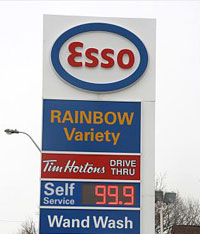 Esso
RAINBOW
Variety
Tim Hortons DRIVE THRU
Self Service 99.9
Wand Wash